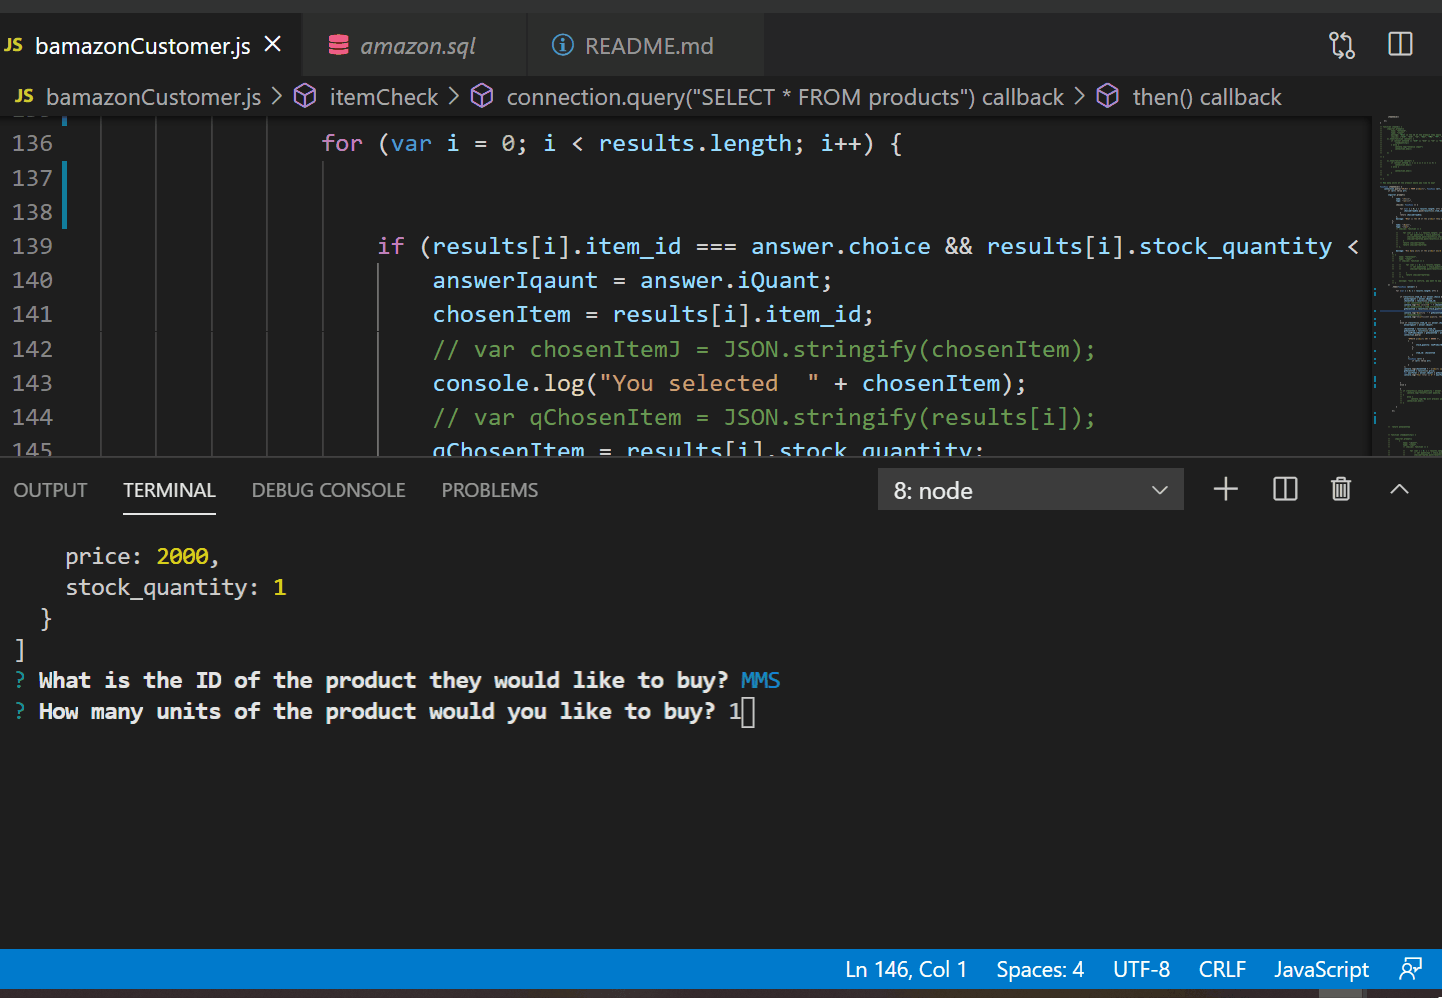 JS bamazonCustomer.js amazon.sql README.md
JS bamazonCustomer.js > itemCheck > connection.query("SELECT * FROM products") callback > then() callback
136 for (var i = 0; i < results.length; i++) {
137
138
139 if (results[i].item_id === answer.choice && results[i].stock_quantity <
140 answerIqaunt = answer.iQuant;
141 chosenItem = results[i].item_id;
142 // var chosenItemJ = JSON.stringify(chosenItem);
143 console.log("You selected  " + chosenItem);
144 // var qChosenItem = JSON.stringify(results[i]);
145 qChosenItem = results[i].stock_quantity;
OUTPUT TERMINAL DEBUG CONSOLE PROBLEMS 8: node
price: 2000,
stock_quantity: 1
}
]
? What is the ID of the product they would like to buy? MMS
? How many units of the product would you like to buy? 1
Ln 146, Col 1 Spaces: 4 UTF-8 CRLF JavaScript